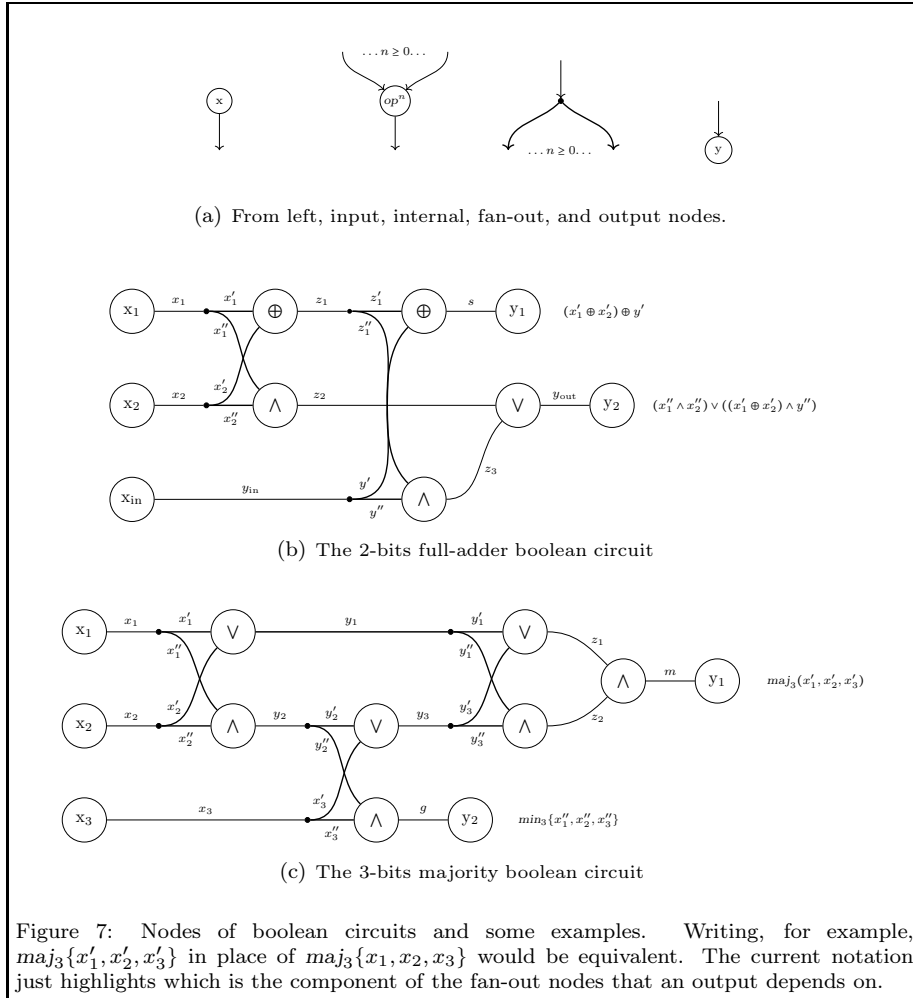 ... n ≥ 0 ...
x opⁿ
... n ≥ 0 ... y
(a) From left, input, internal, fan-out, and output nodes.
x₁ x₁ x′₁ ⊕ z₁ z′₁ ⊕ s y₁ (x′₁ ⊕ x′₂) ⊕ y′
x″₁ z″₁
x′₂
x₂ x₂ ∧ z₂ ∨ y_out y₂ (x″₁ ∧ x″₂) ∨ ((x′₁ ⊕ x′₂) ∧ y″)
x″₂
z₃
y′
x_in y_in ∧
y″
(b) The 2-bits full-adder boolean circuit
x₁ x₁ x′₁ ∨ y₁ y′₁ ∨ z₁
x″₁ y″₁
∧ m y₁ maj₃(x′₁, x′₂, x′₃)
x′₂ y′₃
x₂ x₂ ∧ y₂ y′₂ ∨ y₃ ∧ z₂
x″₂ y″₂ y″₃
x′₃
x₃ x₃ ∧ g y₂ min₃{x″₁, x″₂, x″₃}
x″₃
(c) The 3-bits majority boolean circuit
Figure 7: Nodes of boolean circuits and some examples. Writing, for example,
maj₃{x′₁, x′₂, x′₃} in place of maj₃{x₁, x₂, x₃} would be equivalent. The current notation
just highlights which is the component of the fan-out nodes that an output depends on.